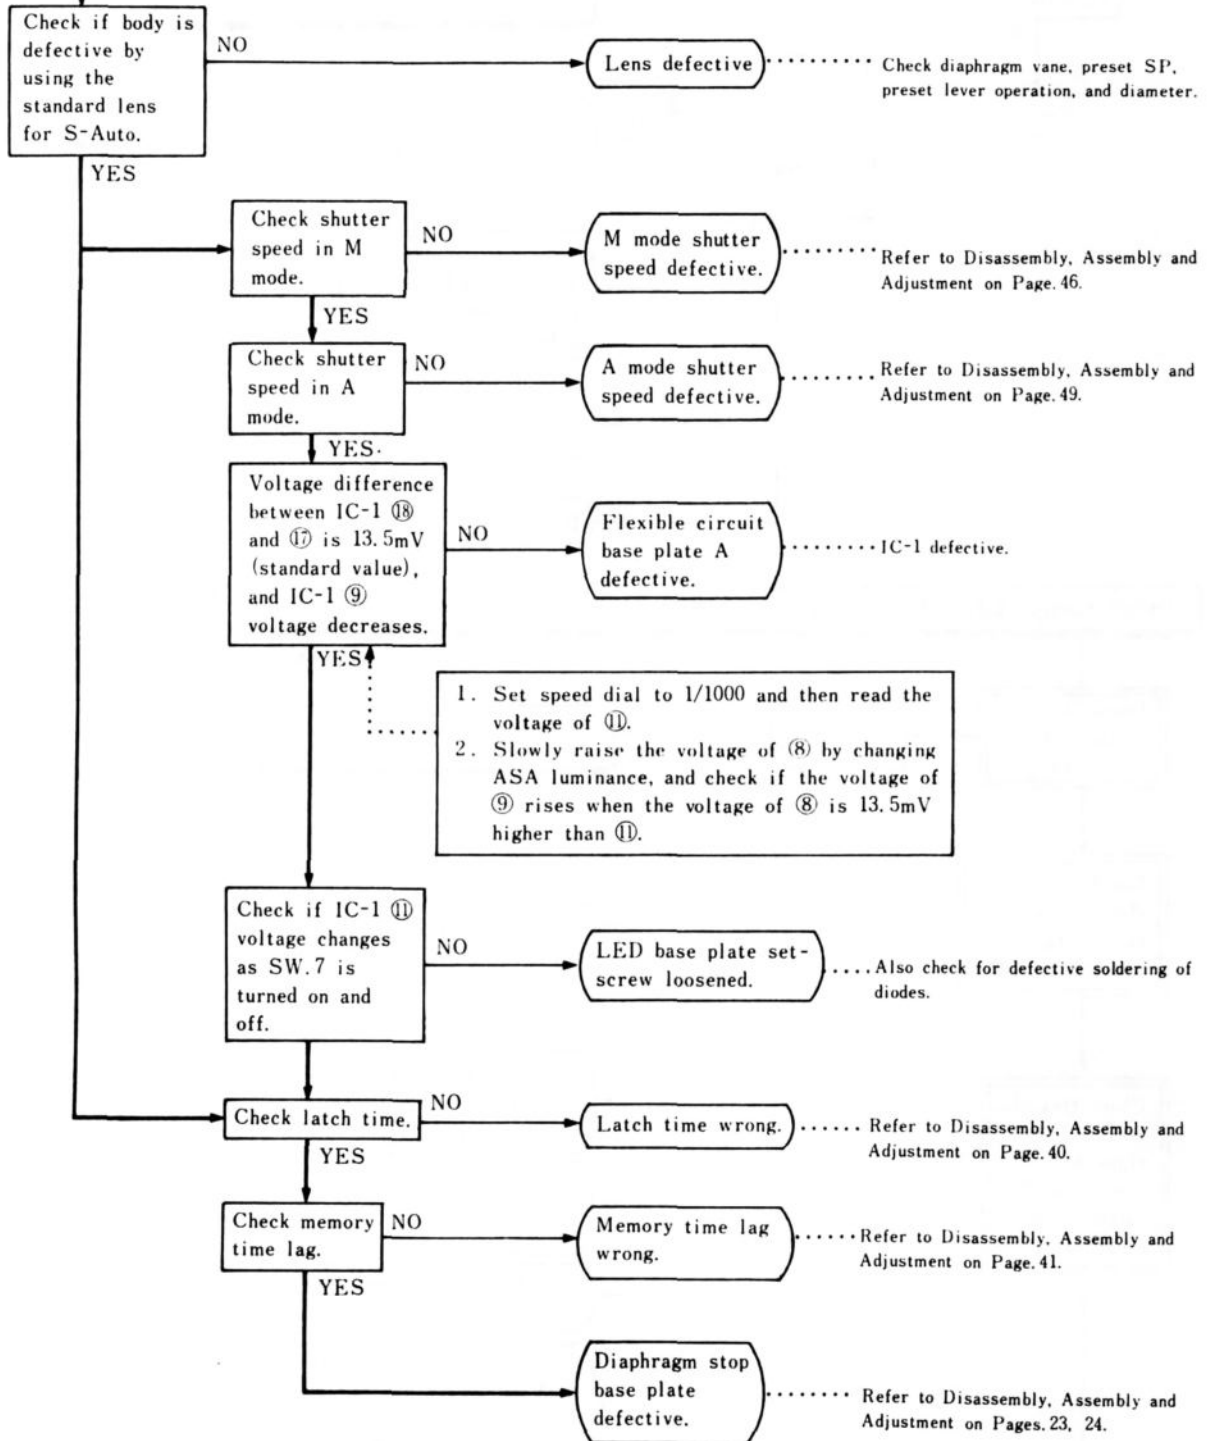 Check if body is
defective by
using the
standard lens
for S-Auto.
NO
Lens defective
Check diaphragm vane, preset SP,
preset lever operation, and diameter.
YES
Check shutter
speed in M
mode.
NO
M mode shutter
speed defective.
Refer to Disassembly, Assembly and
Adjustment on Page. 46.
YES
Check shutter
speed in A
mode.
NO
A mode shutter
speed defective.
Refer to Disassembly, Assembly and
Adjustment on Page. 49.
YES.
Voltage difference
between IC-1 ⑱
and ⑰ is 13.5mV
(standard value),
and IC-1 ⑨
voltage decreases.
NO
Flexible circuit
base plate A
defective.
IC-1 defective.
YES
1. Set speed dial to 1/1000 and then read the
voltage of ⑪.
2. Slowly raise the voltage of ⑧ by changing
ASA luminance, and check if the voltage of
⑨ rises when the voltage of ⑧ is 13.5mV
higher than ⑪.
Check if IC-1 ⑪
voltage changes
as SW.7 is
turned on and
off.
NO
LED base plate set-
screw loosened.
Also check for defective soldering of
diodes.
Check latch time.
NO
Latch time wrong.
Refer to Disassembly, Assembly and
Adjustment on Page. 40.
YES
Check memory
time lag.
NO
Memory time lag
wrong.
Refer to Disassembly, Assembly and
Adjustment on Page. 41.
YES
Diaphragm stop
base plate
defective.
Refer to Disassembly, Assembly and
Adjustment on Pages. 23, 24.